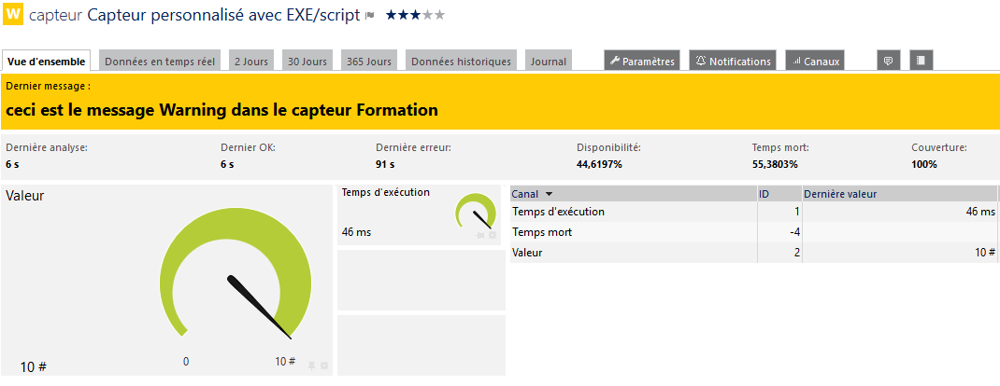 W capteur Capteur personnalisé avec EXE/script
Vue d'ensemble Données en temps réel 2 Jours 30 Jours 365 Jours Données historiques Journal Paramètres Notifications Canaux
Dernier message :
ceci est le message Warning dans le capteur Formation
Dernière analyse: Dernier OK: Dernière erreur: Disponibilité: Temps mort: Couverture:
6 s 6 s 91 s 44,6197% 55,3803% 100%
Valeur
0 10 #
10 #
Temps d'exécution
46 ms
Canal ID Dernière valeur
Temps d'exécution 1 46 ms
Temps mort -4
Valeur 2 10 #